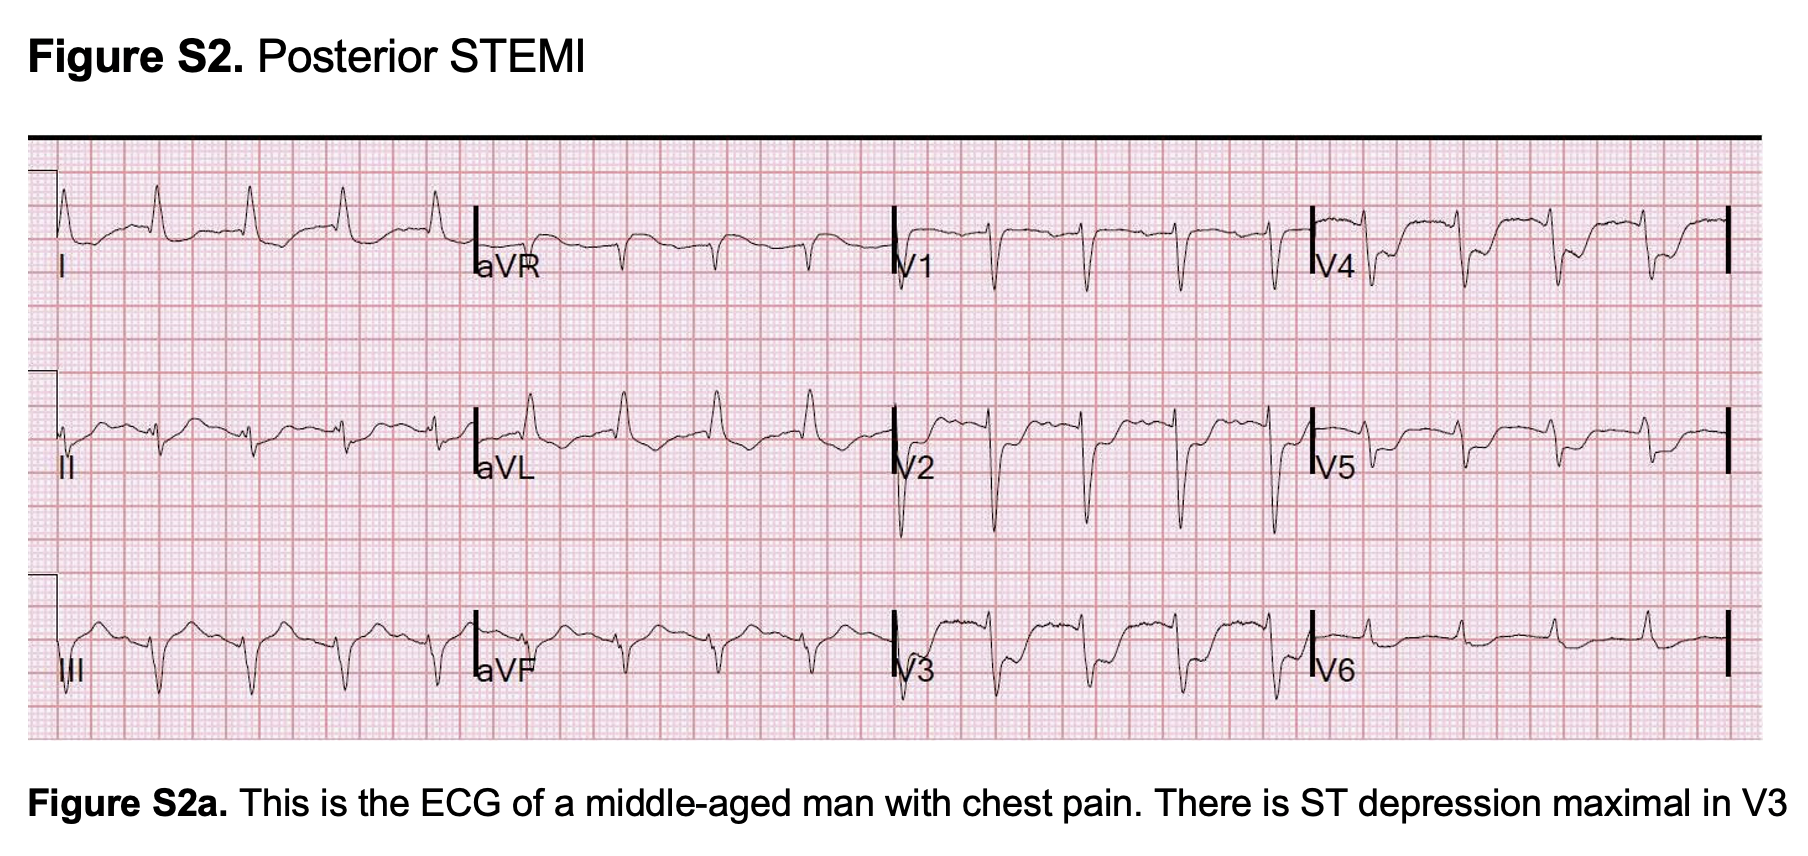 Figure S2. Posterior STEMI
I
aVR
V1
V4
II
aVL
V2
V5
III
aVF
V3
V6
Figure S2a. This is the ECG of a middle-aged man with chest pain. There is ST depression maximal in V3